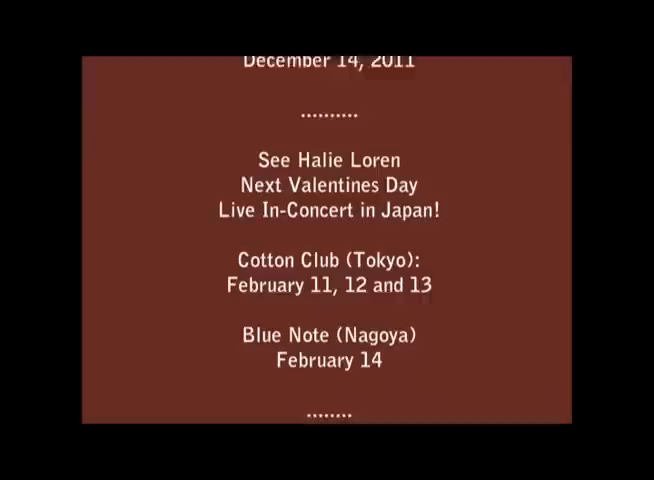 December 14, 2011
..........
See Halie Loren
Next Valentines Day
Live In-Concert in Japan!
Cotton Club (Tokyo):
February 11, 12 and 13
Blue Note (Nagoya)
February 14
........